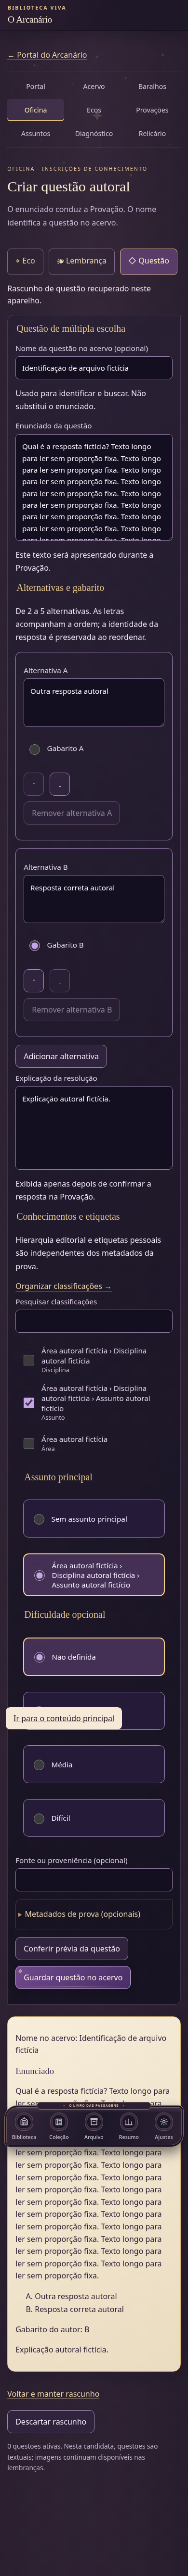 BIBLIOTECA VIVA
O Arcanário
← Portal do Arcanário
Portal
Acervo
Baralhos
Oficina
Ecos
Provações
Assuntos
Diagnóstico
Relicário
OFICINA · INSCRIÇÕES DE CONHECIMENTO
Criar questão autoral
O enunciado conduz a Provação. O nome
identifica a questão no acervo.
Eco
Lembrança
Questão
Rascunho de questão recuperado neste
aparelho.
Questão de múltipla escolha
Nome da questão no acervo (opcional)
Identificação de arquivo fictícia
Usado para identificar e buscar. Não
substitui o enunciado.
Enunciado da questão
Qual é a resposta fictícia? Texto longo
para ler sem proporção fixa. Texto longo
para ler sem proporção fixa. Texto longo
para ler sem proporção fixa. Texto longo
para ler sem proporção fixa. Texto longo
para ler sem proporção fixa. Texto longo
para ler sem proporção fixa. Texto longo
para ler sem proporção fixa. Texto longo
Este texto será apresentado durante a
Provação.
Alternativas e gabarito
De 2 a 5 alternativas. As letras
acompanham a ordem; a identidade da
resposta é preservada ao reordenar.
Alternativa A
Outra resposta autoral
Gabarito A
↑ ↓
Remover alternativa A
Alternativa B
Resposta correta autoral
Gabarito B
↑ ↓
Remover alternativa B
Adicionar alternativa
Explicação da resolução
Explicação autoral fictícia.
Exibida apenas depois de confirmar a
resposta na Provação.
Conhecimentos e etiquetas
Hierarquia editorial e etiquetas pessoais
são independentes dos metadados da
prova.
Organizar classificações →
Pesquisar classificações
Área autoral fictícia › Disciplina
autoral fictícia
Disciplina
Área autoral fictícia › Disciplina
autoral fictícia › Assunto autoral
fictício
Assunto
Área autoral fictícia
Área
Assunto principal
Sem assunto principal
Área autoral fictícia ›
Disciplina autoral fictícia ›
Assunto autoral fictício
Dificuldade opcional
Não definida
Ir para o conteúdo principal
Média
Difícil
Fonte ou proveniência (opcional)
▸ Metadados de prova (opcionais)
Conferir prévia da questão
Guardar questão no acervo
Nome no acervo: Identificação de arquivo
fictícia
Enunciado
Qual é a resposta fictícia? Texto longo para
O LIVRO DAS PASSAGENS
Biblioteca
Coleção
Arquivo
Resumo
Ajustes
ler sem proporção fixa. Texto longo para
ler sem proporção fixa. Texto longo para
ler sem proporção fixa. Texto longo para
ler sem proporção fixa. Texto longo para
ler sem proporção fixa. Texto longo para
ler sem proporção fixa. Texto longo para
ler sem proporção fixa. Texto longo para
ler sem proporção fixa. Texto longo para
ler sem proporção fixa. Texto longo para
ler sem proporção fixa. Texto longo para
ler sem proporção fixa.
A. Outra resposta autoral
B. Resposta correta autoral
Gabarito do autor: B
Explicação autoral fictícia.
Voltar e manter rascunho
Descartar rascunho
0 questões ativas. Nesta candidata, questões são
textuais; imagens continuam disponíveis nas
lembranças.